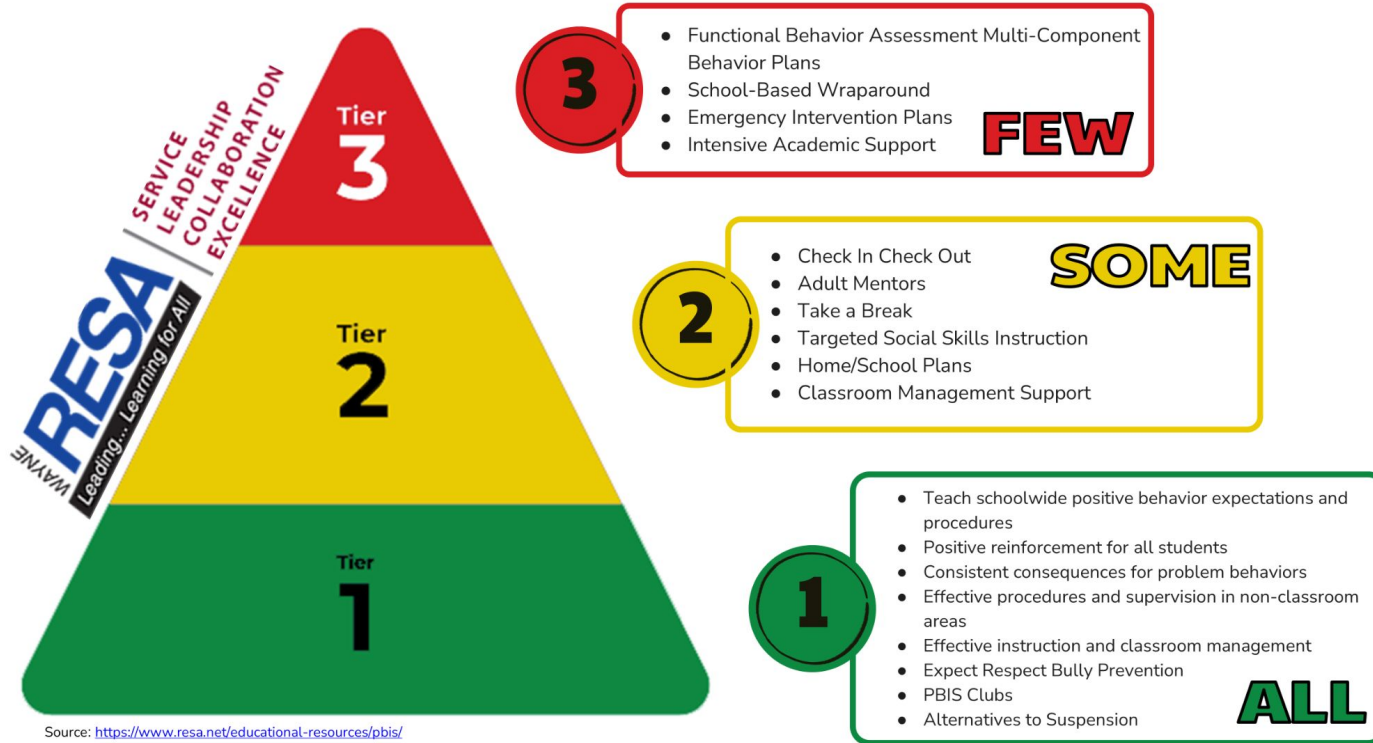 SERVICE
LEADERSHIP
COLLABORATION
EXCELLENCE
WAYNE
RESA
Leading... Learning for All
Tier
3
Tier
2
Tier
1
3
● Functional Behavior Assessment Multi-Component
Behavior Plans
● School-Based Wraparound
● Emergency Intervention Plans
● Intensive Academic Support
FEW
2
● Check In Check Out
● Adult Mentors
● Take a Break
● Targeted Social Skills Instruction
● Home/School Plans
● Classroom Management Support
SOME
1
● Teach schoolwide positive behavior expectations and
procedures
● Positive reinforcement for all students
● Consistent consequences for problem behaviors
● Effective procedures and supervision in non-classroom
areas
● Effective instruction and classroom management
● Expect Respect Bully Prevention
● PBIS Clubs
● Alternatives to Suspension
ALL
Source: https://www.resa.net/educational-resources/pbis/